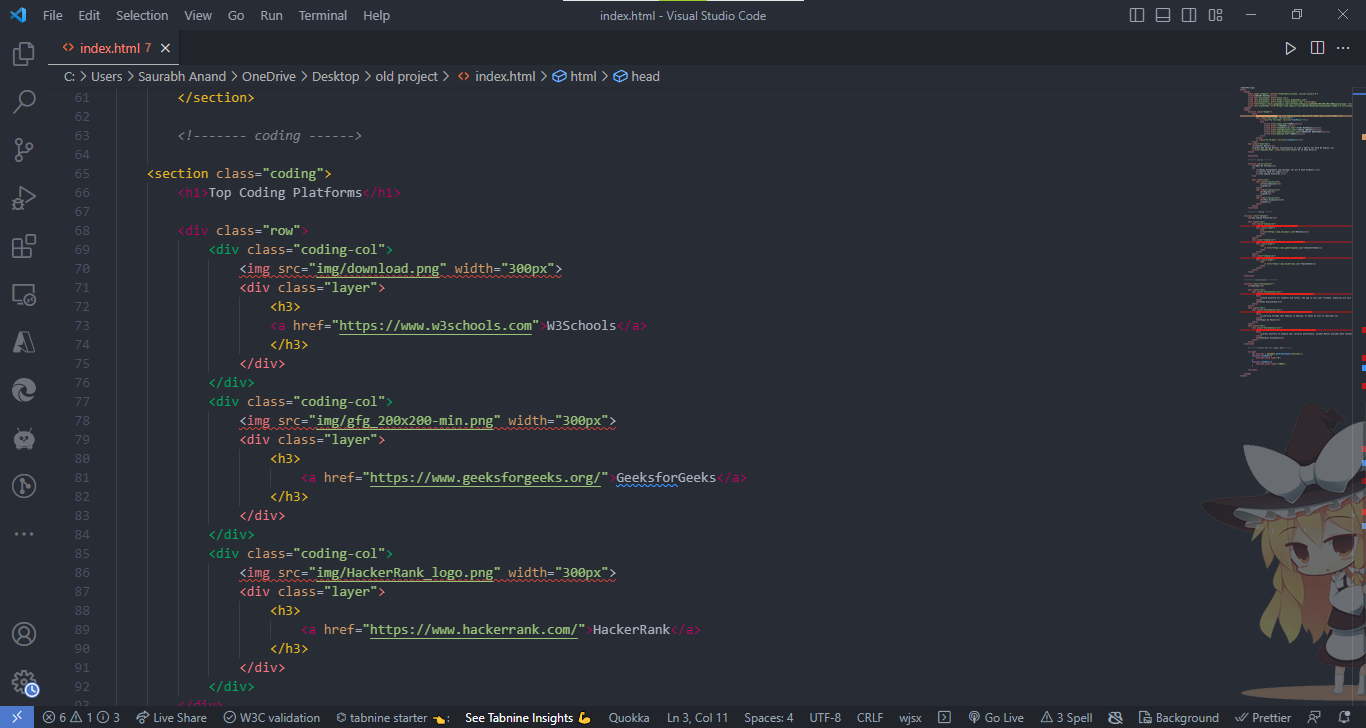 File Edit Selection View Go Run Terminal Help
index.html - Visual Studio Code
index.html 7
C: > Users > Saurabh Anand > OneDrive > Desktop > old project > index.html > html > head
61 </section>
62
63 <!------- coding ------>
64
65 <section class="coding">
66 <h1>Top Coding Platforms</h1>
67
68 <div class="row">
69 <div class="coding-col">
70 <img src="img/download.png" width="300px">
71 <div class="layer">
72 <h3>
73 <a href="https://www.w3schools.com">W3Schools</a>
74 </h3>
75 </div>
76 </div>
77 <div class="coding-col">
78 <img src="img/gfg_200x200-min.png" width="300px">
79 <div class="layer">
80 <h3>
81 <a href="https://www.geeksforgeeks.org/">GeeksforGeeks</a>
82 </h3>
83 </div>
84 </div>
85 <div class="coding-col">
86 <img src="img/HackerRank_logo.png" width="300px">
87 <div class="layer">
88 <h3>
89 <a href="https://www.hackerrank.com/">HackerRank</a>
90 </h3>
91 </div>
92 </div>
93 </div>
6 1 3 Live Share W3C validation tabnine starter : See Tabnine Insights Quokka Ln 3, Col 11 Spaces: 4 UTF-8 CRLF wjsx Go Live 3 Spell Background Prettier